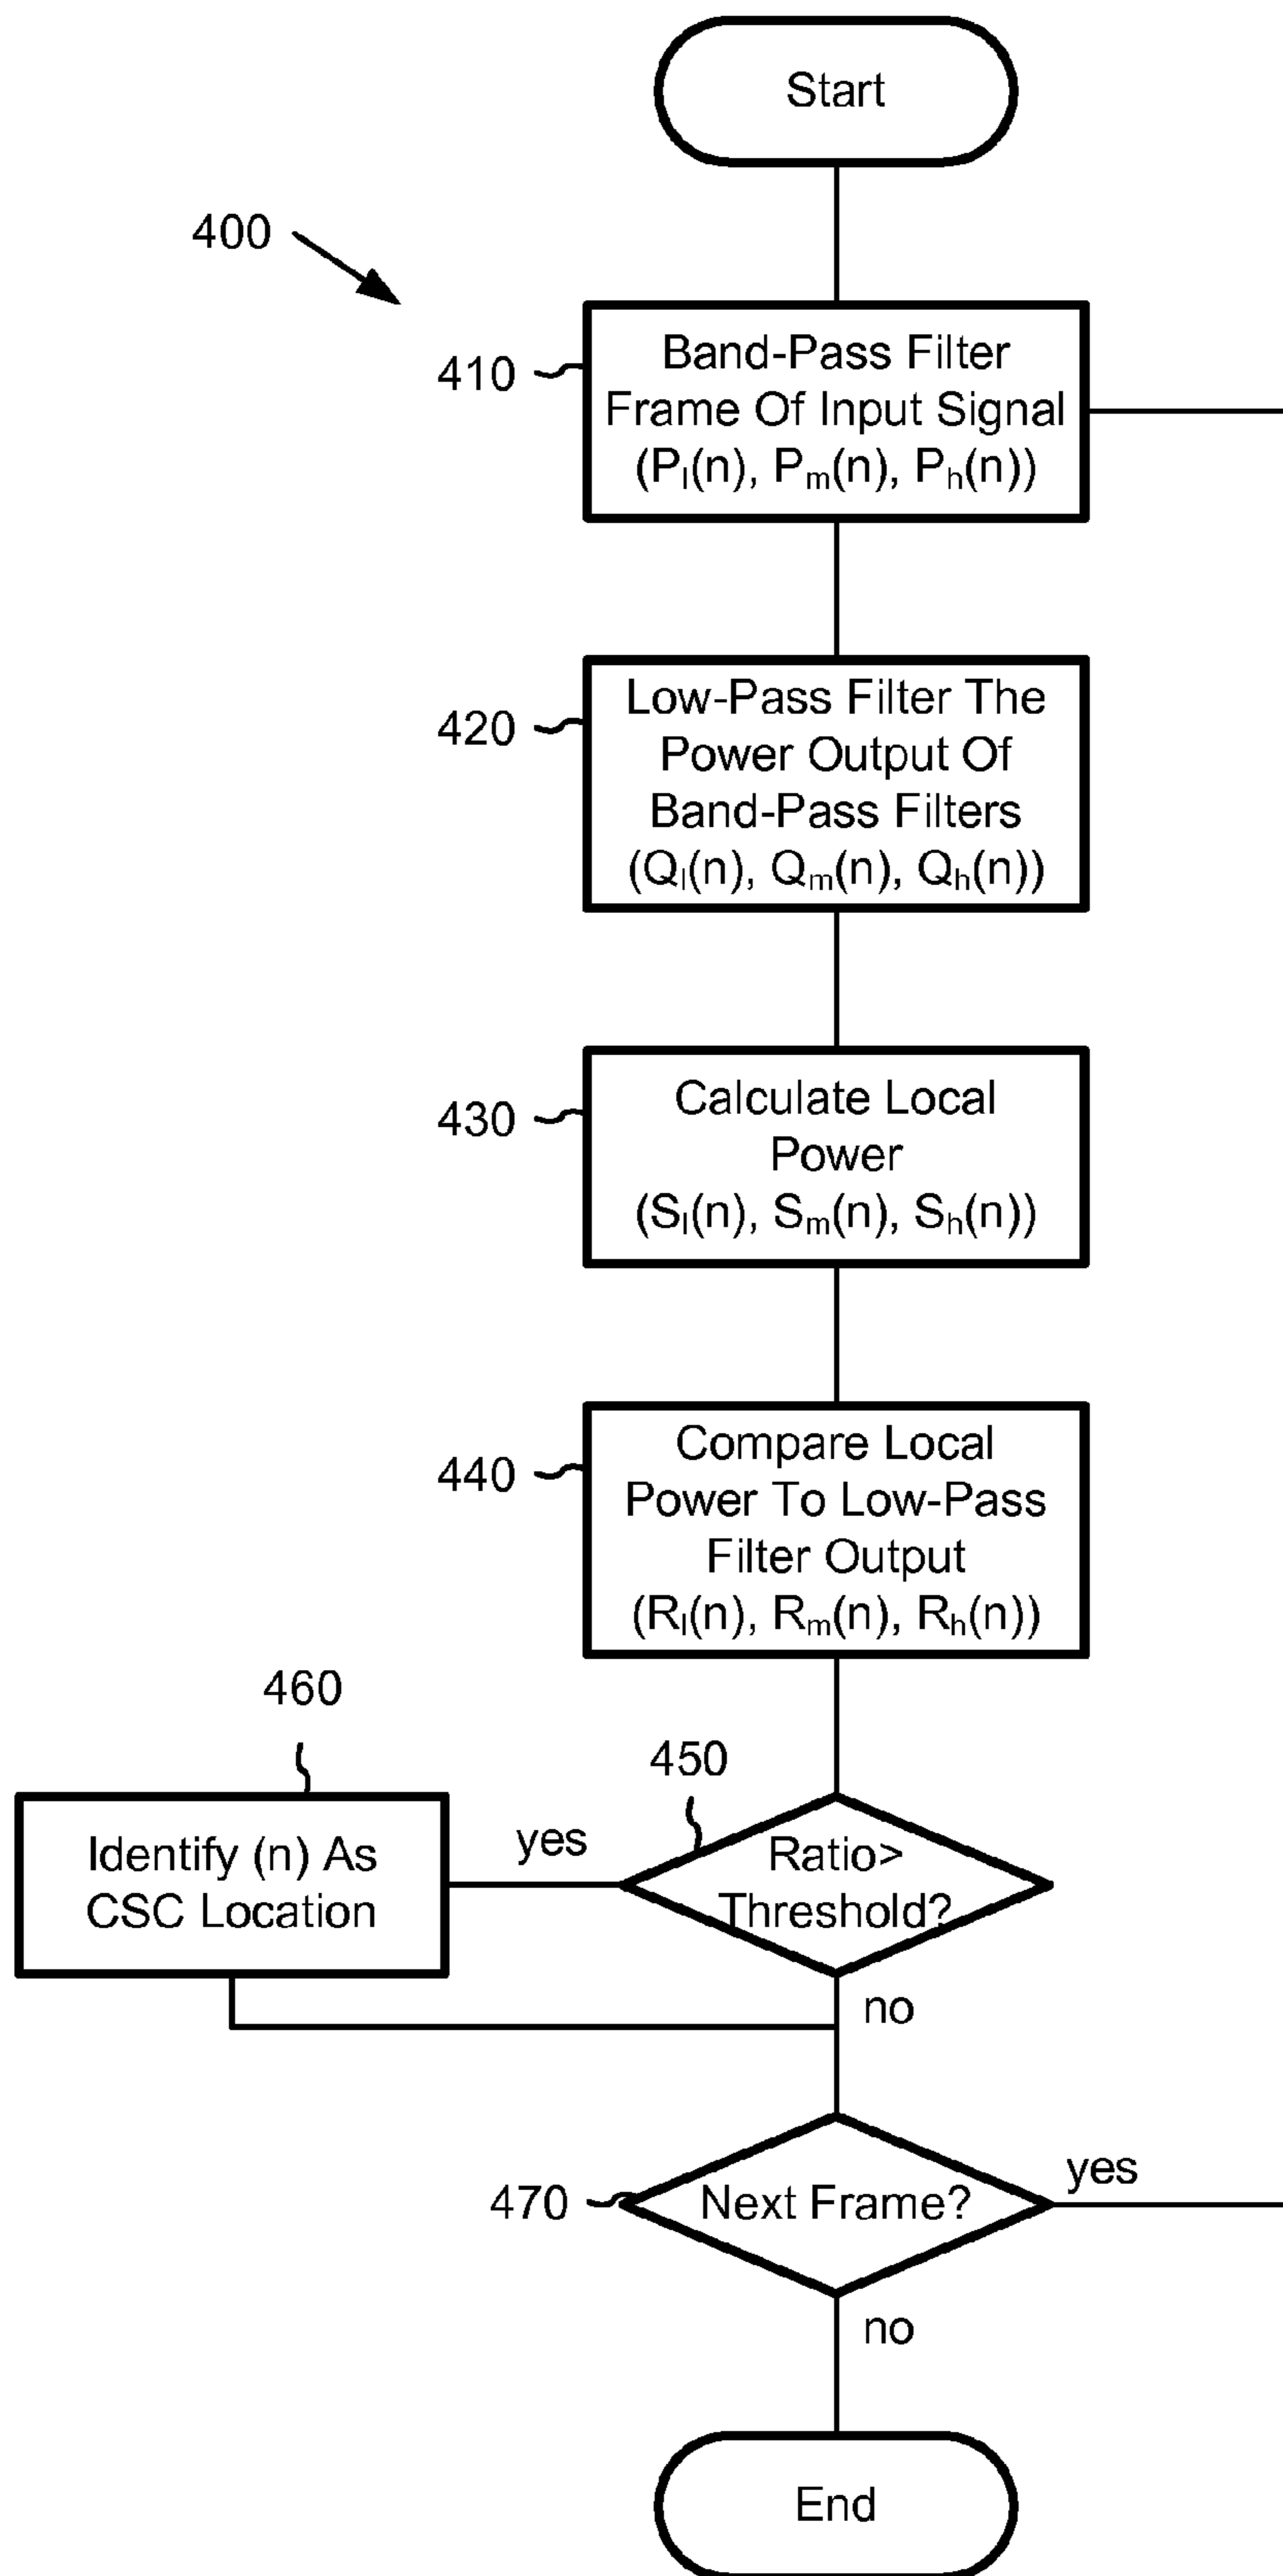 Start
400
410
Band-Pass Filter
Frame Of Input Signal
(Pl(n), Pm(n), Ph(n))
420
Low-Pass Filter The
Power Output Of
Band-Pass Filters
(Ql(n), Qm(n), Qh(n))
430
Calculate Local
Power
(Sl(n), Sm(n), Sh(n))
440
Compare Local
Power To Low-Pass
Filter Output
(Rl(n), Rm(n), Rh(n))
460
450
Identify (n) As
CSC Location
yes
Ratio>
Threshold?
no
470
Next Frame?
yes
no
End